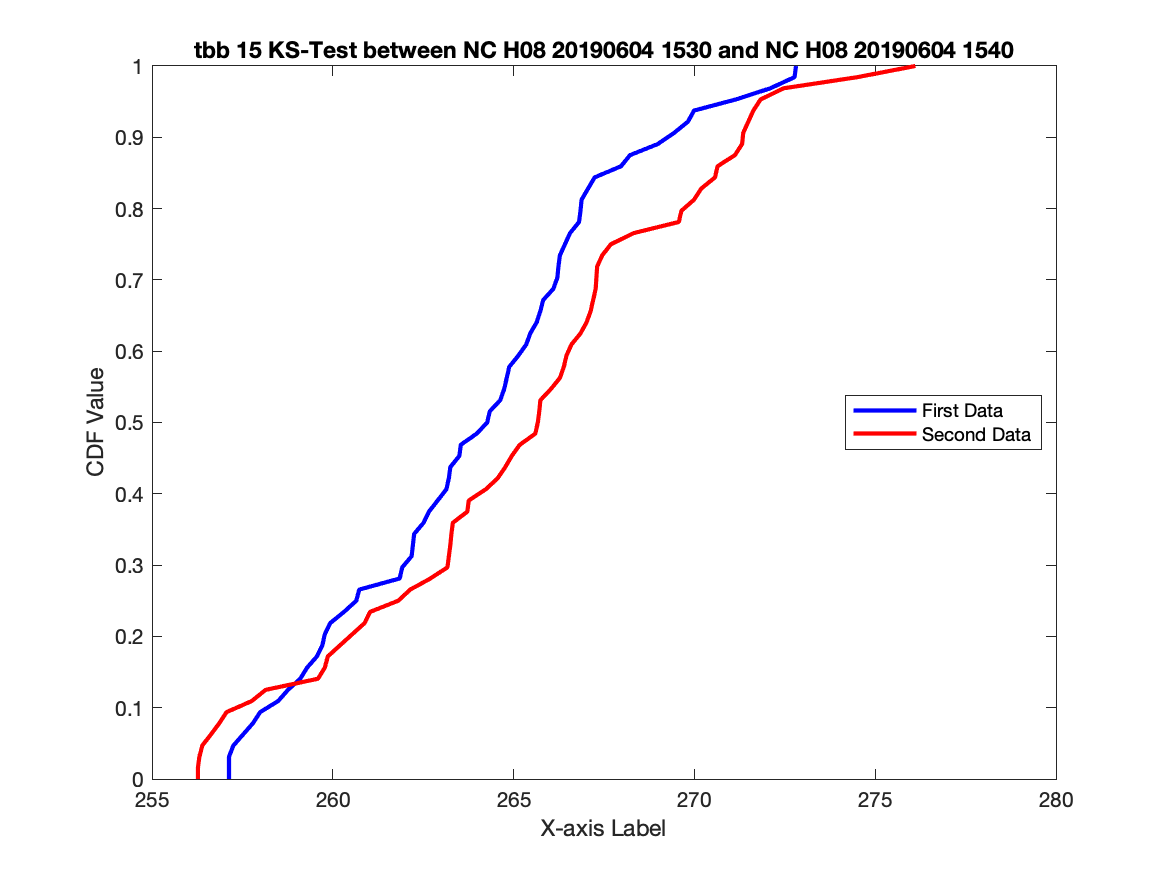 tbb 15 KS-Test between NC H08 20190604 1530 and NC H08 20190604 1540
1
0.9
0.8
0.7
0.6
0.5
0.4
0.3
0.2
0.1
0
CDF Value
First Data
Second Data
255 260 265 270 275 280
X-axis Label